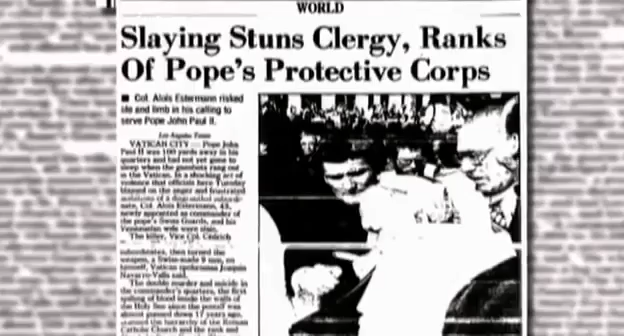 WORLD
Slaying Stuns Clergy, Ranks
Of Pope's Protective Corps
■ Col. Alois Estermann risked
life and limb in his calling to
serve Pope John Paul II.
Los Angeles Times
VATICAN CITY — Pope John
Paul II was 100 yards away in his
quarters and had not yet gone to
sleep when the gunshots rang out
in the Vatican. In a shocking act of
violence that officials here Tuesday
blamed on the anger and frustrated
ambitions of a disgruntled subordi-
nate, Col. Alois Estermann, 43,
newly appointed as commander of
the pope's Swiss Guards, and his
Venezuelan wife were slain.
The killer, Vice Cpl. Cedrich
subordinates, then turned the
weapon, a Swiss-made 9 mm, on
himself, Vatican spokesman Joaquin
Navarro-Valls said.
The double murder and suicide in
the commander's quarters, the first
spilling of blood inside the walls of
the Holy See since the pontiff was
almost gunned down 17 years ago,
stunned the hierarchy of the Roman
Catholic Church and the rank and